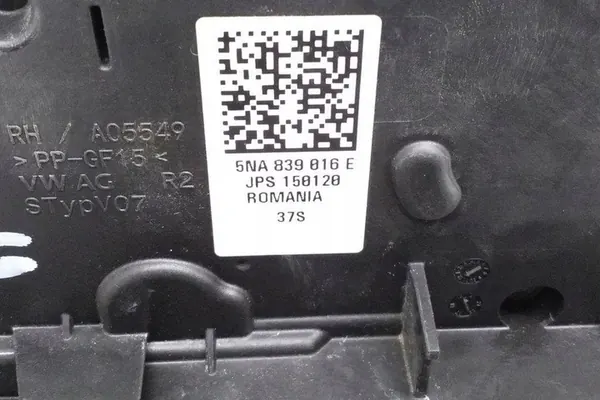 RH / A05549
>PP-GF15<
VW AG R2
STypV07
5NA 839 016 E
JPS 150120
ROMANIA
37S